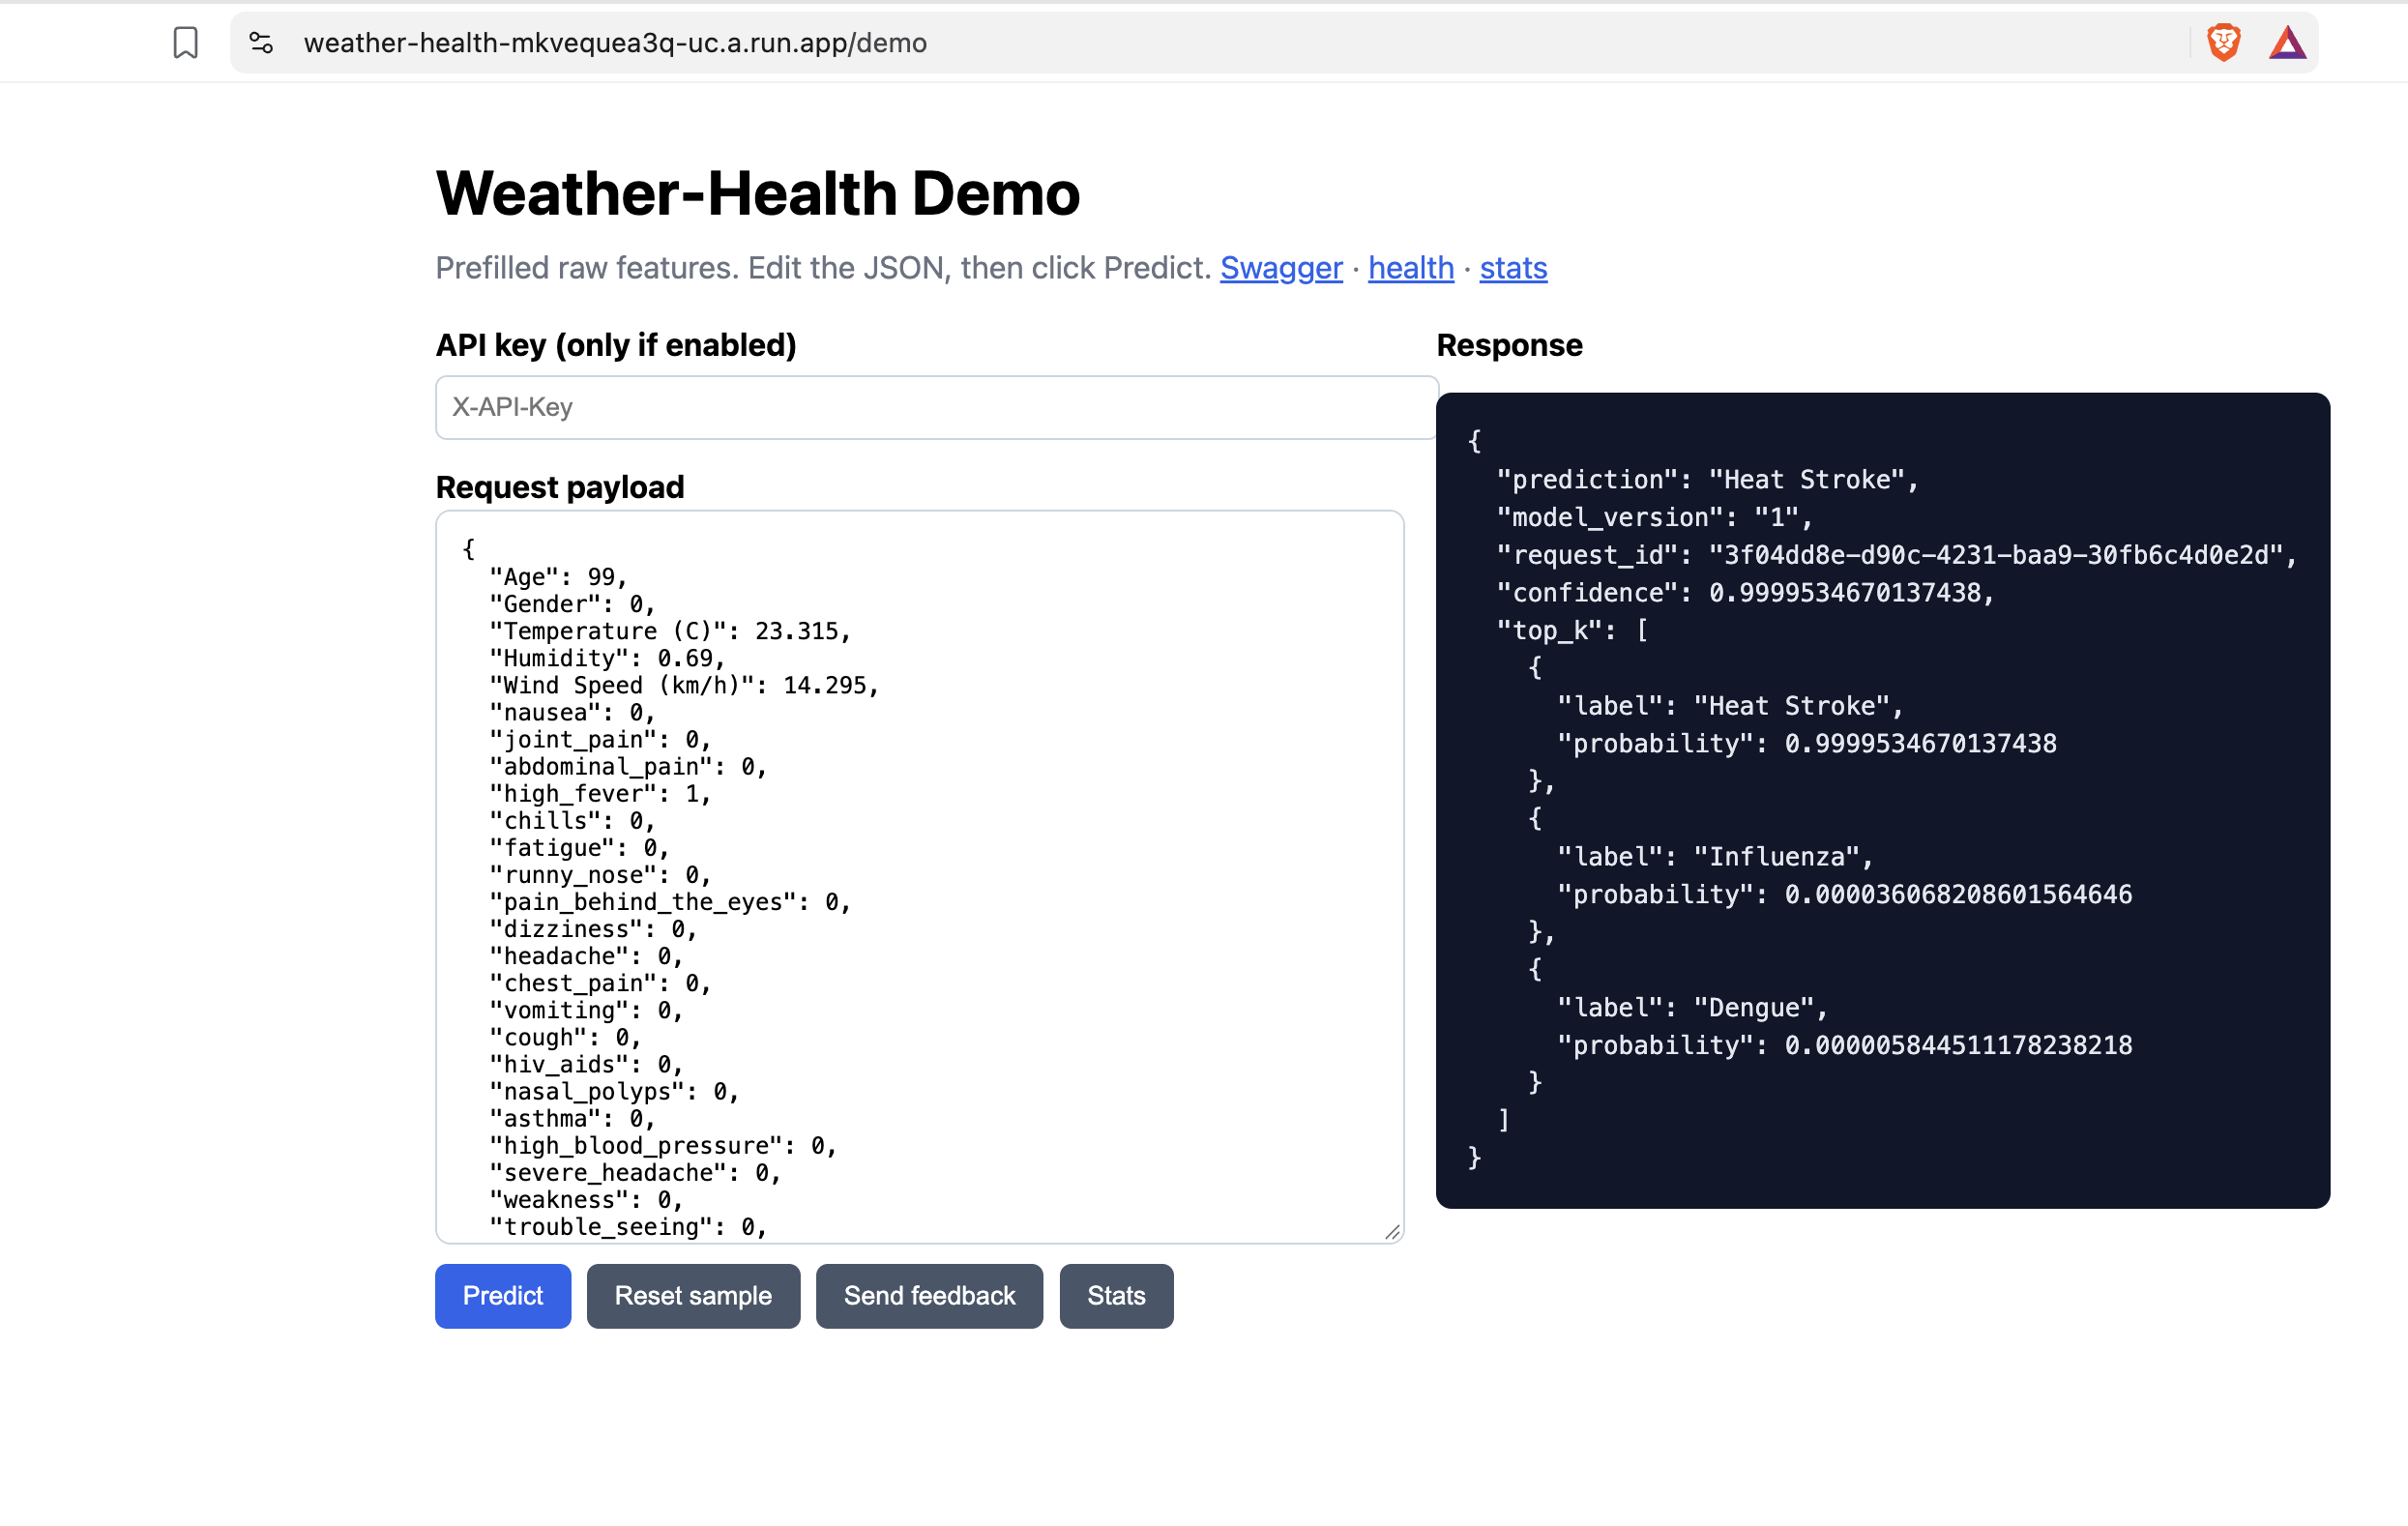 weather-health-mkvequea3q-uc.a.run.app/demo
Weather-Health Demo
Prefilled raw features. Edit the JSON, then click Predict. Swagger · health · stats
API key (only if enabled)
X-API-Key
Request payload
{
  "Age": 99,
  "Gender": 0,
  "Temperature (C)": 23.315,
  "Humidity": 0.69,
  "Wind Speed (km/h)": 14.295,
  "nausea": 0,
  "joint_pain": 0,
  "abdominal_pain": 0,
  "high_fever": 1,
  "chills": 0,
  "fatigue": 0,
  "runny_nose": 0,
  "pain_behind_the_eyes": 0,
  "dizziness": 0,
  "headache": 0,
  "chest_pain": 0,
  "vomiting": 0,
  "cough": 0,
  "hiv_aids": 0,
  "nasal_polyps": 0,
  "asthma": 0,
  "high_blood_pressure": 0,
  "severe_headache": 0,
  "weakness": 0,
  "trouble_seeing": 0,
Predict
Reset sample
Send feedback
Stats
Response
{
  "prediction": "Heat Stroke",
  "model_version": "1",
  "request_id": "3f04dd8e-d90c-4231-baa9-30fb6c4d0e2d",
  "confidence": 0.9999534670137438,
  "top_k": [
    {
      "label": "Heat Stroke",
      "probability": 0.9999534670137438
    },
    {
      "label": "Influenza",
      "probability": 0.000036068208601564646
    },
    {
      "label": "Dengue",
      "probability": 0.000005844511178238218
    }
  ]
}